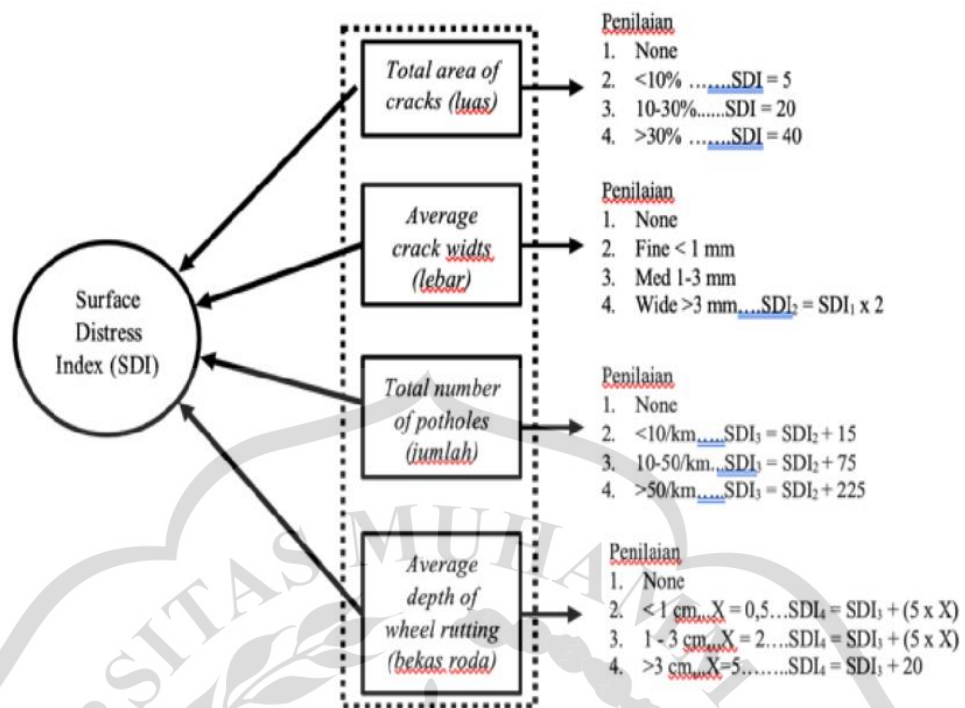 Surface
Distress
Index (SDI)
Total area of
cracks (luas)
Penilaian
1. None
2. <10% .......SDI = 5
3. 10-30%......SDI = 20
4. >30% .......SDI = 40
Average
crack widts
(lebar)
Penilaian
1. None
2. Fine < 1 mm
3. Med 1-3 mm
4. Wide >3 mm....SDI₂ = SDI₁ x 2
Total number
of potholes
(jumlah)
Penilaian
1. None
2. <10/km.....SDI₃ = SDI₂ + 15
3. 10-50/km...SDI₃ = SDI₂ + 75
4. >50/km.....SDI₃ = SDI₂ + 225
Average
depth of
wheel rutting
(bekas roda)
Penilaian
1. None
2. < 1 cm...X = 0,5...SDI₄ = SDI₃ + (5 x X)
3. 1 - 3 cm...X = 2....SDI₄ = SDI₃ + (5 x X)
4. >3 cm...X=5........SDI₄ = SDI₃ + 20
SITAS MUHA